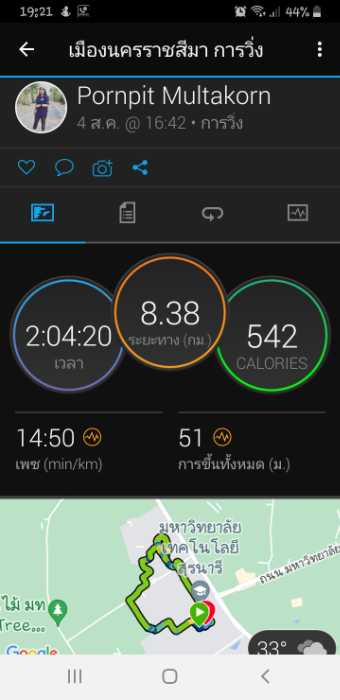 19:21 44%
เมืองนครราชสีมา การวิ่ง
Pornpit Multakorn
4 ส.ค. @ 16:42 • การวิ่ง
2:04:20
เวลา
8.38
ระยะทาง (กม.)
542
CALORIES
14:50
เพซ (min/km)
51
การขึ้นทั้งหมด (ม.)
มหาวิทยาลัย
เทคโนโลยี
สุรนารี
ถนน มหาวิทยาลัย
ไม้ มท
Tree...
Google
33°